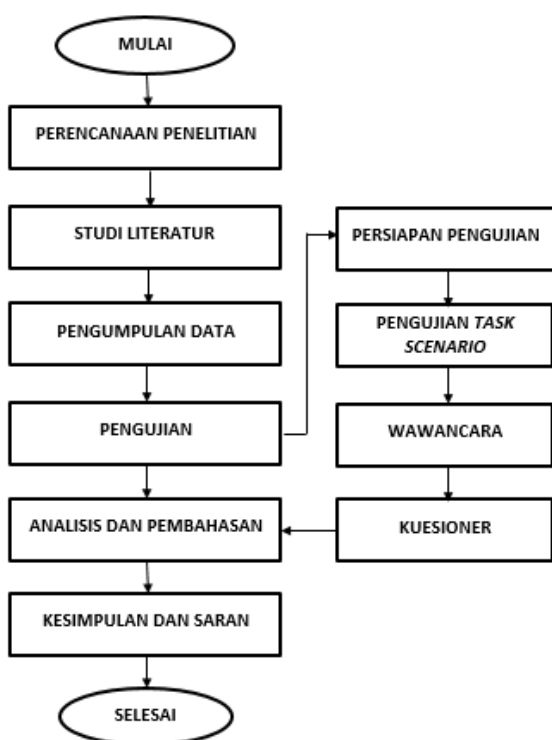 MULAI
PERENCANAAN PENELITIAN
STUDI LITERATUR
PENGUMPULAN DATA
PENGUJIAN
ANALISIS DAN PEMBAHASAN
KESIMPULAN DAN SARAN
SELESAI
PERSIAPAN PENGUJIAN
PENGUJIAN TASK
SCENARIO
WAWANCARA
KUESIONER